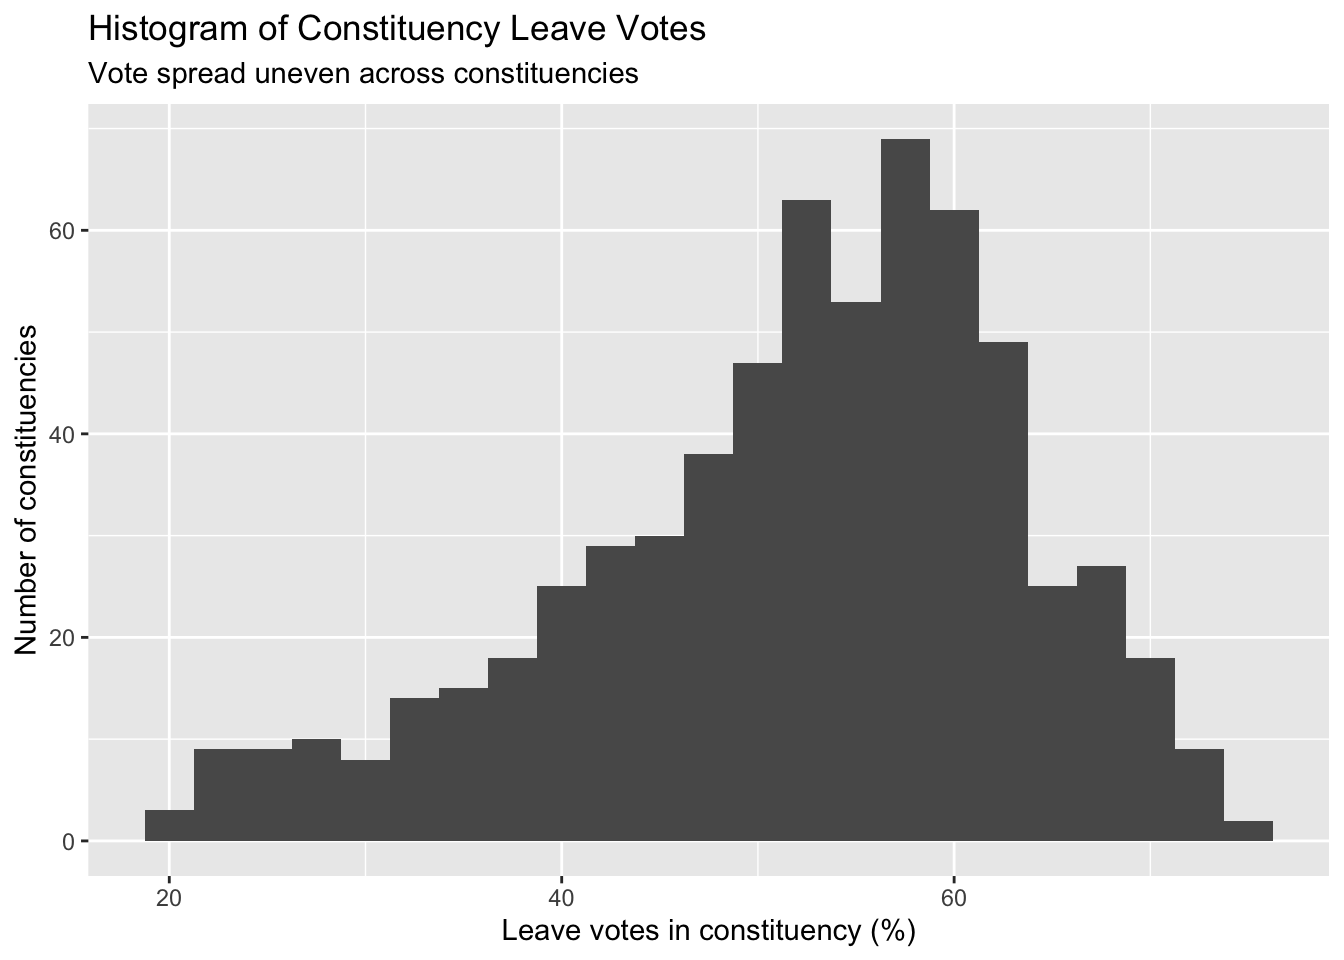 Histogram of Constituency Leave Votes
Vote spread uneven across constituencies
Number of constituencies
60
40
20
0
20 40 60
Leave votes in constituency (%)